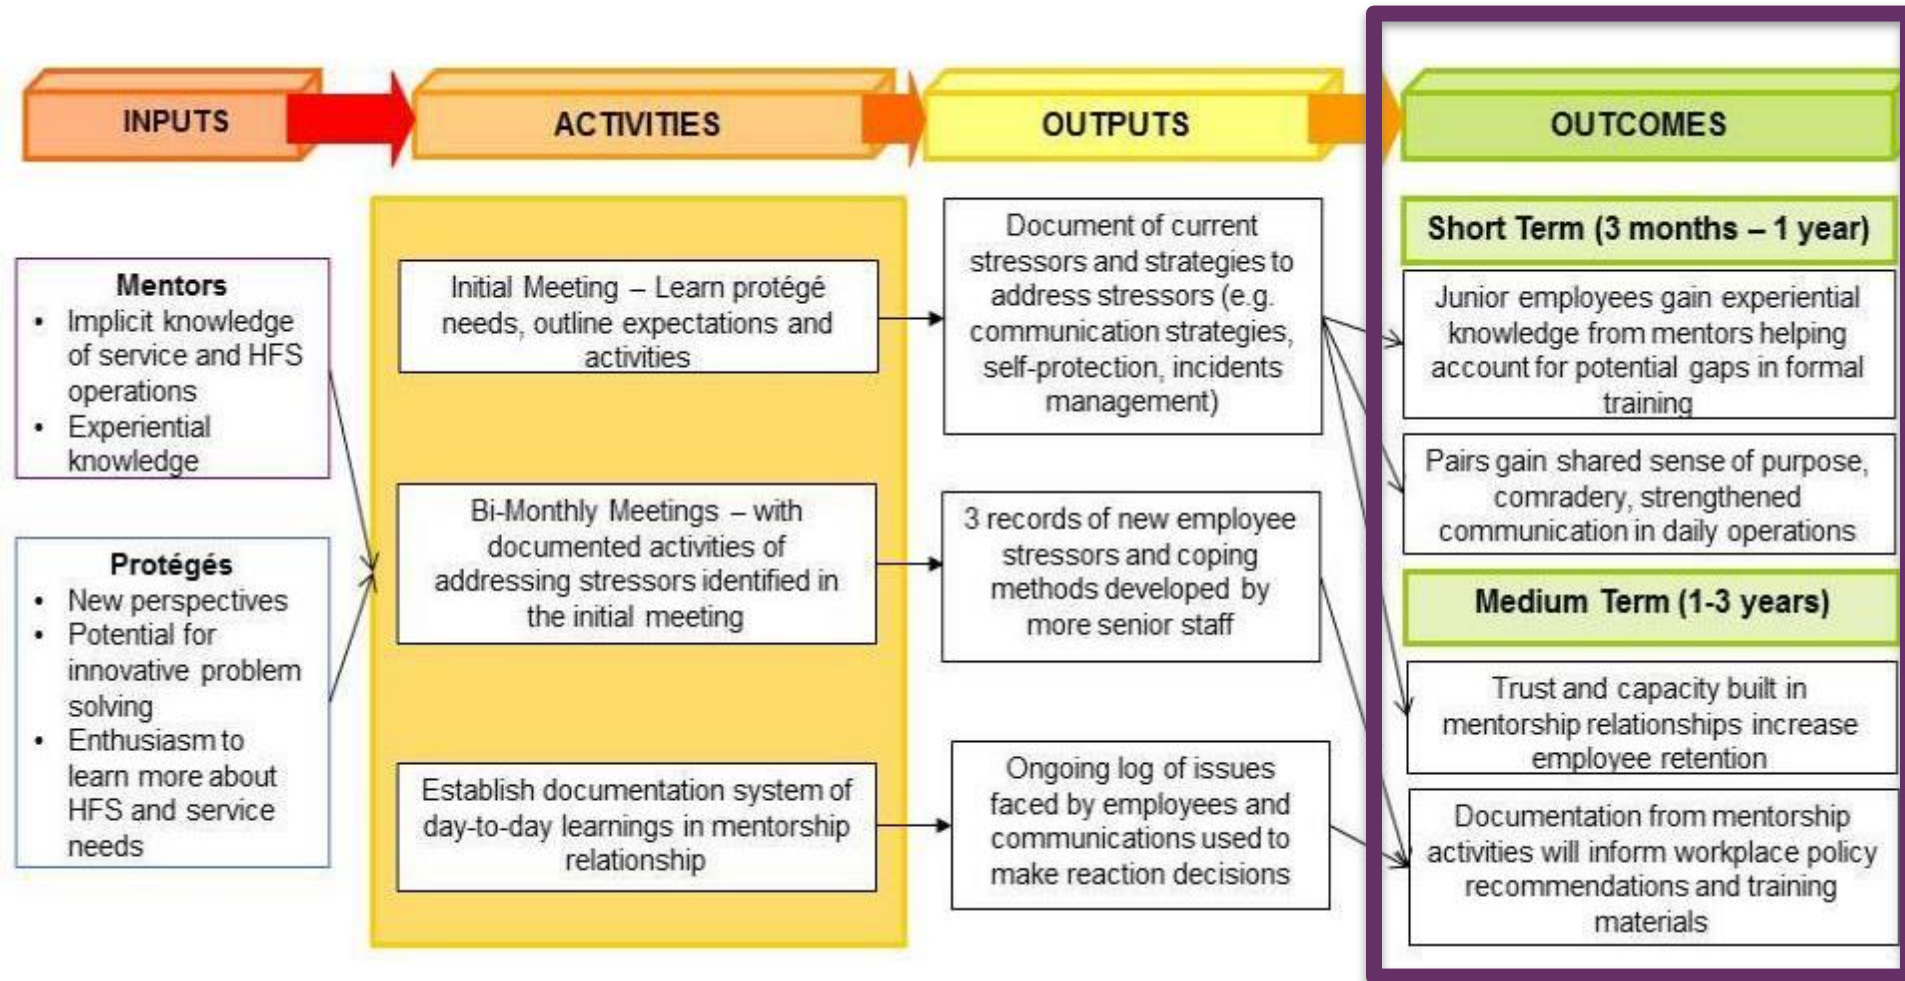 INPUTS
ACTIVITIES
OUTPUTS
OUTCOMES
Mentors
• Implicit knowledge
of service and HFS
operations
• Experiential
knowledge
Protégés
• New perspectives
• Potential for
innovative problem
solving
• Enthusiasm to
learn more about
HFS and service
needs
Initial Meeting – Learn protégé
needs, outline expectations and
activities
Bi-Monthly Meetings – with
documented activities of
addressing stressors identified in
the initial meeting
Establish documentation system of
day-to-day learnings in mentorship
relationship
Document of current
stressors and strategies to
address stressors (e.g.
communication strategies,
self-protection, incidents
management)
3 records of new employee
stressors and coping
methods developed by
more senior staff
Ongoing log of issues
faced by employees and
communications used to
make reaction decisions
Short Term (3 months – 1 year)
Junior employees gain experiential
knowledge from mentors helping
account for potential gaps in formal
training
Pairs gain shared sense of purpose,
comradery, strengthened
communication in daily operations
Medium Term (1-3 years)
Trust and capacity built in
mentorship relationships increase
employee retention
Documentation from mentorship
activities will inform workplace policy
recommendations and training
materials